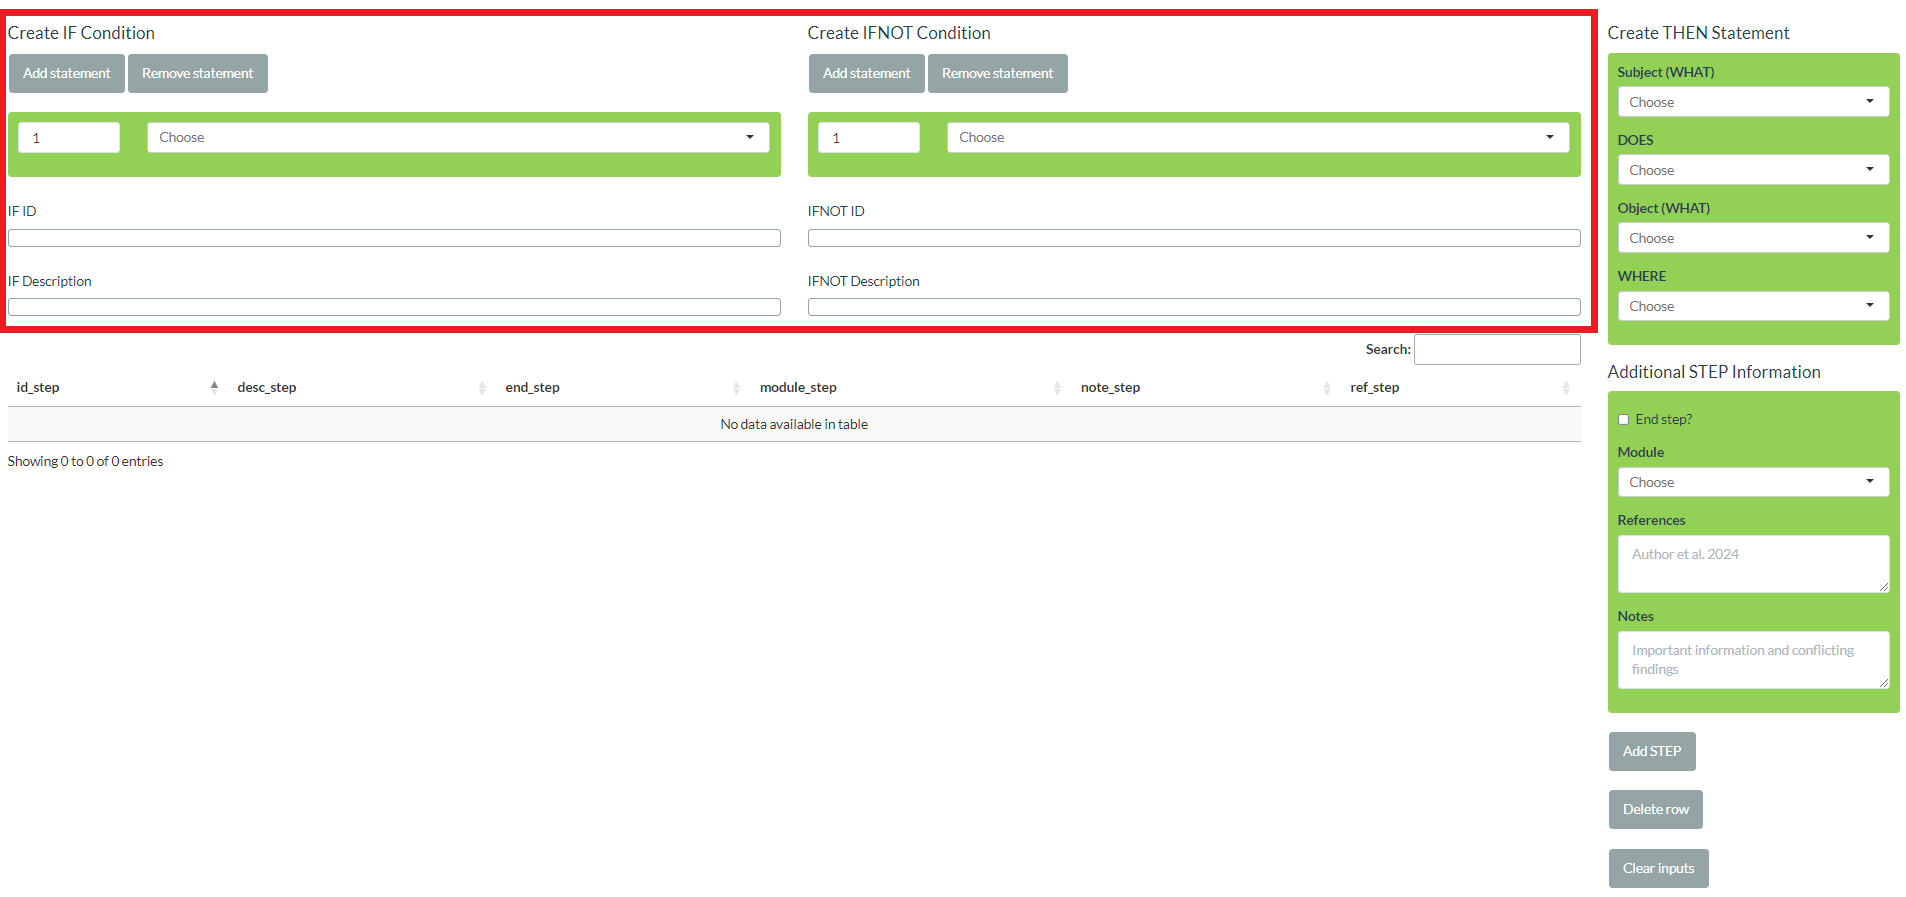 Create IF Condition
Add statement Remove statement
1 Choose
IF ID
IF Description
Create IFNOT Condition
Add statement Remove statement
1 Choose
IFNOT ID
IFNOT Description
Search:
id_step desc_step end_step module_step note_step ref_step
No data available in table
Showing 0 to 0 of 0 entries
Create THEN Statement
Subject (WHAT)
Choose
DOES
Choose
Object (WHAT)
Choose
WHERE
Choose
Additional STEP Information
End step?
Module
Choose
References
Author et al. 2024
Notes
Important information and conflicting
findings
Add STEP
Delete row
Clear inputs